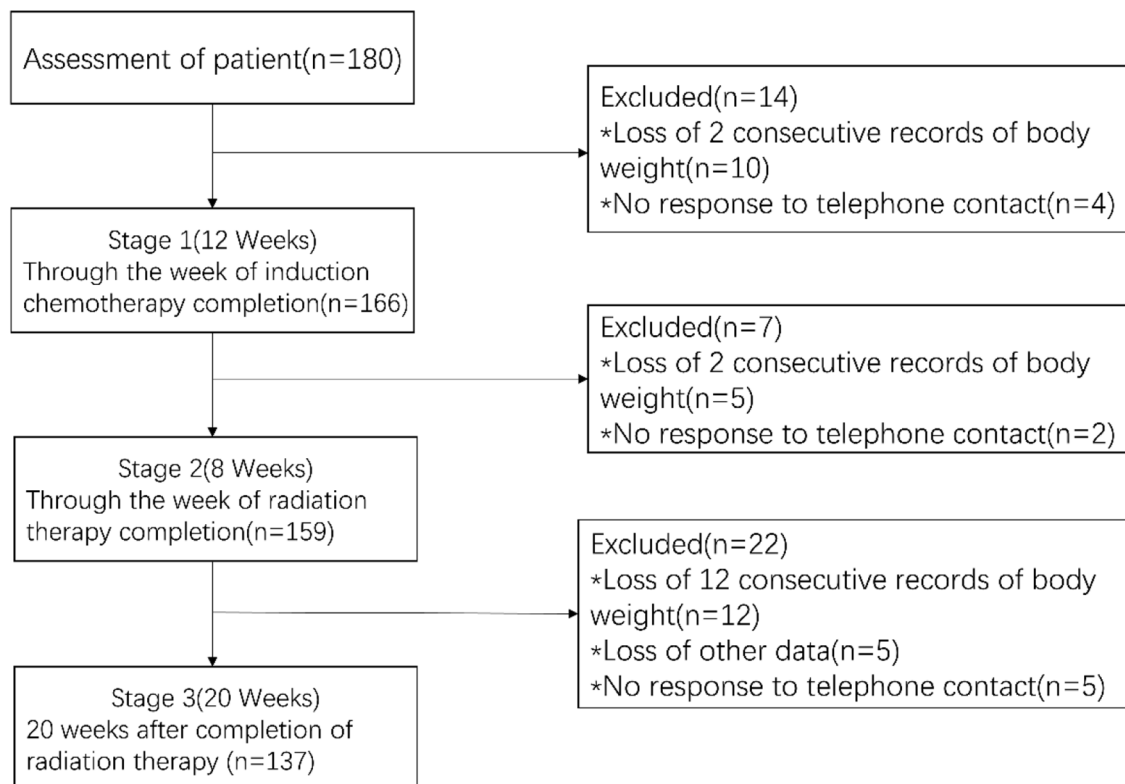 Assessment of patient(n=180)
Excluded(n=14)
*Loss of 2 consecutive records of body
weight(n=10)
*No response to telephone contact(n=4)
Stage 1(12 Weeks)
Through the week of induction
chemotherapy completion(n=166)
Excluded(n=7)
*Loss of 2 consecutive records of body
weight(n=5)
*No response to telephone contact(n=2)
Stage 2(8 Weeks)
Through the week of radiation
therapy completion(n=159)
Excluded(n=22)
*Loss of 12 consecutive records of body
weight(n=12)
*Loss of other data(n=5)
*No response to telephone contact(n=5)
Stage 3(20 Weeks)
20 weeks after completion of
radiation therapy (n=137)